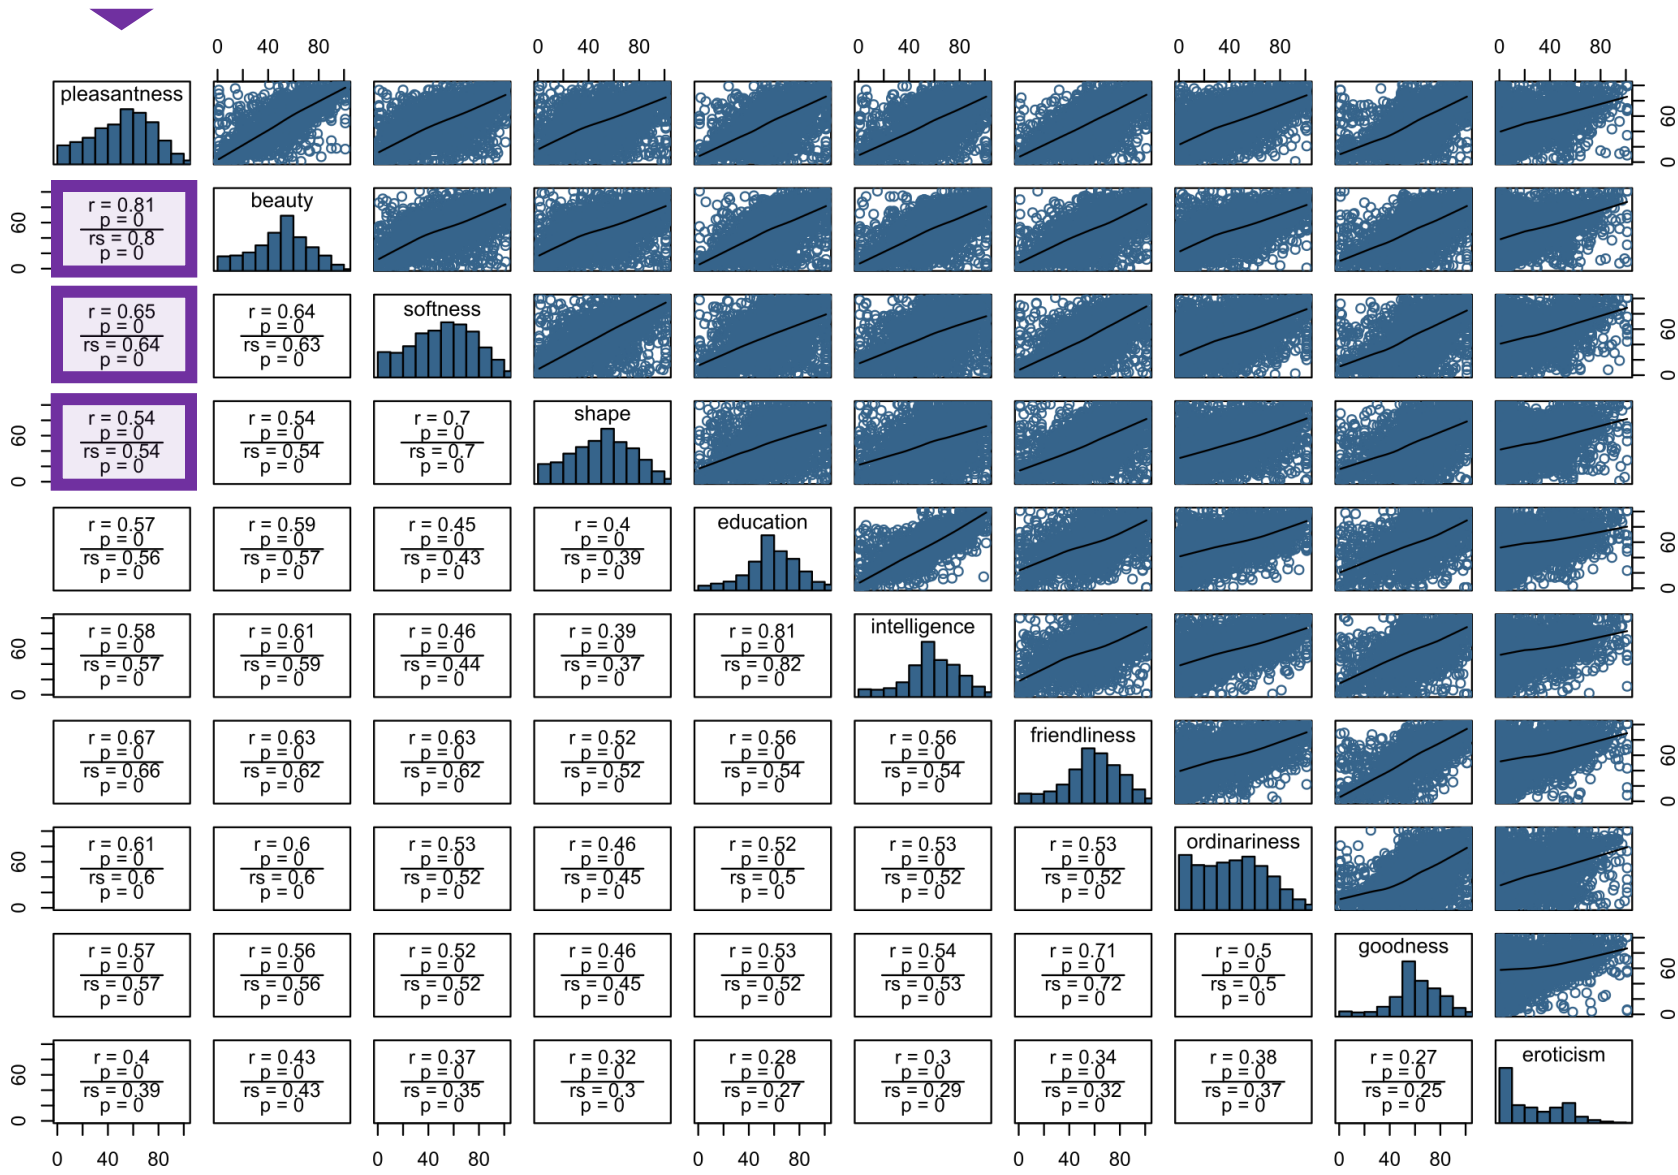 0 40 80 0 40 80 0 40 80 0 40 80 0 40 80
pleasantness
60
0
r = 0.81
p = 0
rs = 0.8
p = 0
beauty
60
0
r = 0.65
p = 0
rs = 0.64
p = 0
r = 0.64
p = 0
rs = 0.63
p = 0
softness
60
0
r = 0.54
p = 0
rs = 0.54
p = 0
r = 0.54
p = 0
rs = 0.54
p = 0
r = 0.7
p = 0
rs = 0.7
p = 0
shape
60
0
r = 0.57
p = 0
rs = 0.56
p = 0
r = 0.59
p = 0
rs = 0.57
p = 0
r = 0.45
p = 0
rs = 0.43
p = 0
r = 0.4
p = 0
rs = 0.39
p = 0
education
60
0
r = 0.58
p = 0
rs = 0.57
p = 0
r = 0.61
p = 0
rs = 0.59
p = 0
r = 0.46
p = 0
rs = 0.44
p = 0
r = 0.39
p = 0
rs = 0.37
p = 0
r = 0.81
p = 0
rs = 0.82
p = 0
intelligence
60
0
r = 0.67
p = 0
rs = 0.66
p = 0
r = 0.63
p = 0
rs = 0.62
p = 0
r = 0.63
p = 0
rs = 0.62
p = 0
r = 0.52
p = 0
rs = 0.52
p = 0
r = 0.56
p = 0
rs = 0.54
p = 0
r = 0.56
p = 0
rs = 0.54
p = 0
friendliness
60
0
r = 0.61
p = 0
rs = 0.6
p = 0
r = 0.6
p = 0
rs = 0.6
p = 0
r = 0.53
p = 0
rs = 0.52
p = 0
r = 0.46
p = 0
rs = 0.45
p = 0
r = 0.52
p = 0
rs = 0.5
p = 0
r = 0.53
p = 0
rs = 0.52
p = 0
r = 0.53
p = 0
rs = 0.52
p = 0
ordinariness
60
0
r = 0.57
p = 0
rs = 0.57
p = 0
r = 0.56
p = 0
rs = 0.56
p = 0
r = 0.52
p = 0
rs = 0.52
p = 0
r = 0.46
p = 0
rs = 0.45
p = 0
r = 0.53
p = 0
rs = 0.52
p = 0
r = 0.54
p = 0
rs = 0.53
p = 0
r = 0.71
p = 0
rs = 0.72
p = 0
r = 0.5
p = 0
rs = 0.5
p = 0
goodness
60
0
r = 0.4
p = 0
rs = 0.39
p = 0
r = 0.43
p = 0
rs = 0.43
p = 0
r = 0.37
p = 0
rs = 0.35
p = 0
r = 0.32
p = 0
rs = 0.3
p = 0
r = 0.28
p = 0
rs = 0.27
p = 0
r = 0.3
p = 0
rs = 0.29
p = 0
r = 0.34
p = 0
rs = 0.32
p = 0
r = 0.38
p = 0
rs = 0.37
p = 0
r = 0.27
p = 0
rs = 0.25
p = 0
eroticism
60
0
0 40 80 0 40 80 0 40 80 0 40 80 0 40 80